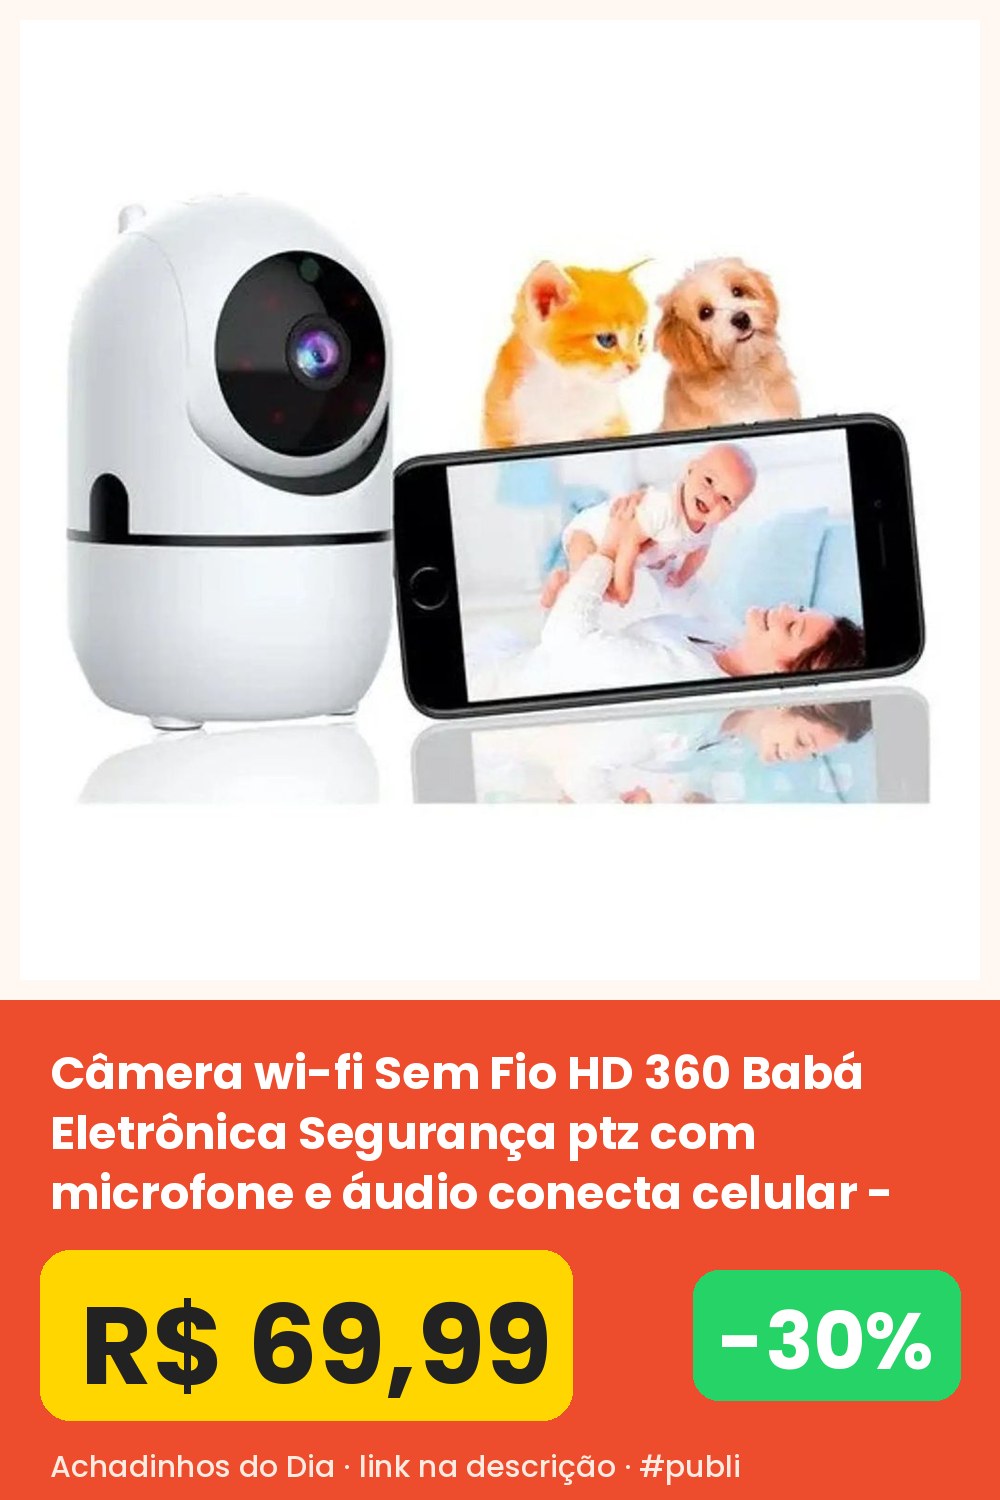 Câmera wi-fi Sem Fio HD 360 Babá
Eletrônica Segurança ptz com
microfone e áudio conecta celular -
R$ 69,99
-30%
Achadinhos do Dia · link na descrição · #publi